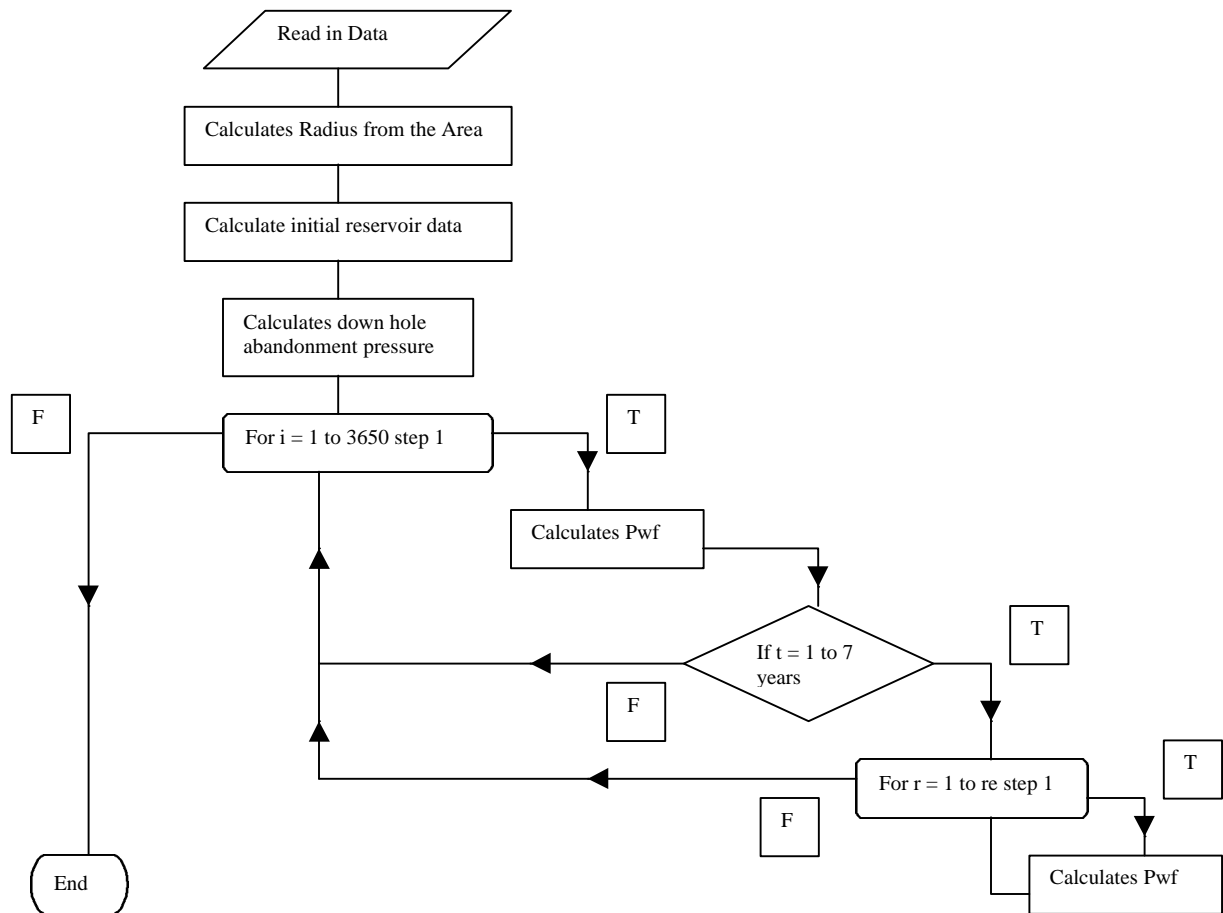 Read in Data
Calculates Radius from the Area
Calculate initial reservoir data
Calculates down hole
abandonment pressure
F
T
For i = 1 to 3650 step 1
Calculates Pwf
T
If t = 1 to 7
years
F
T
For r = 1 to re step 1
F
Calculates Pwf
End